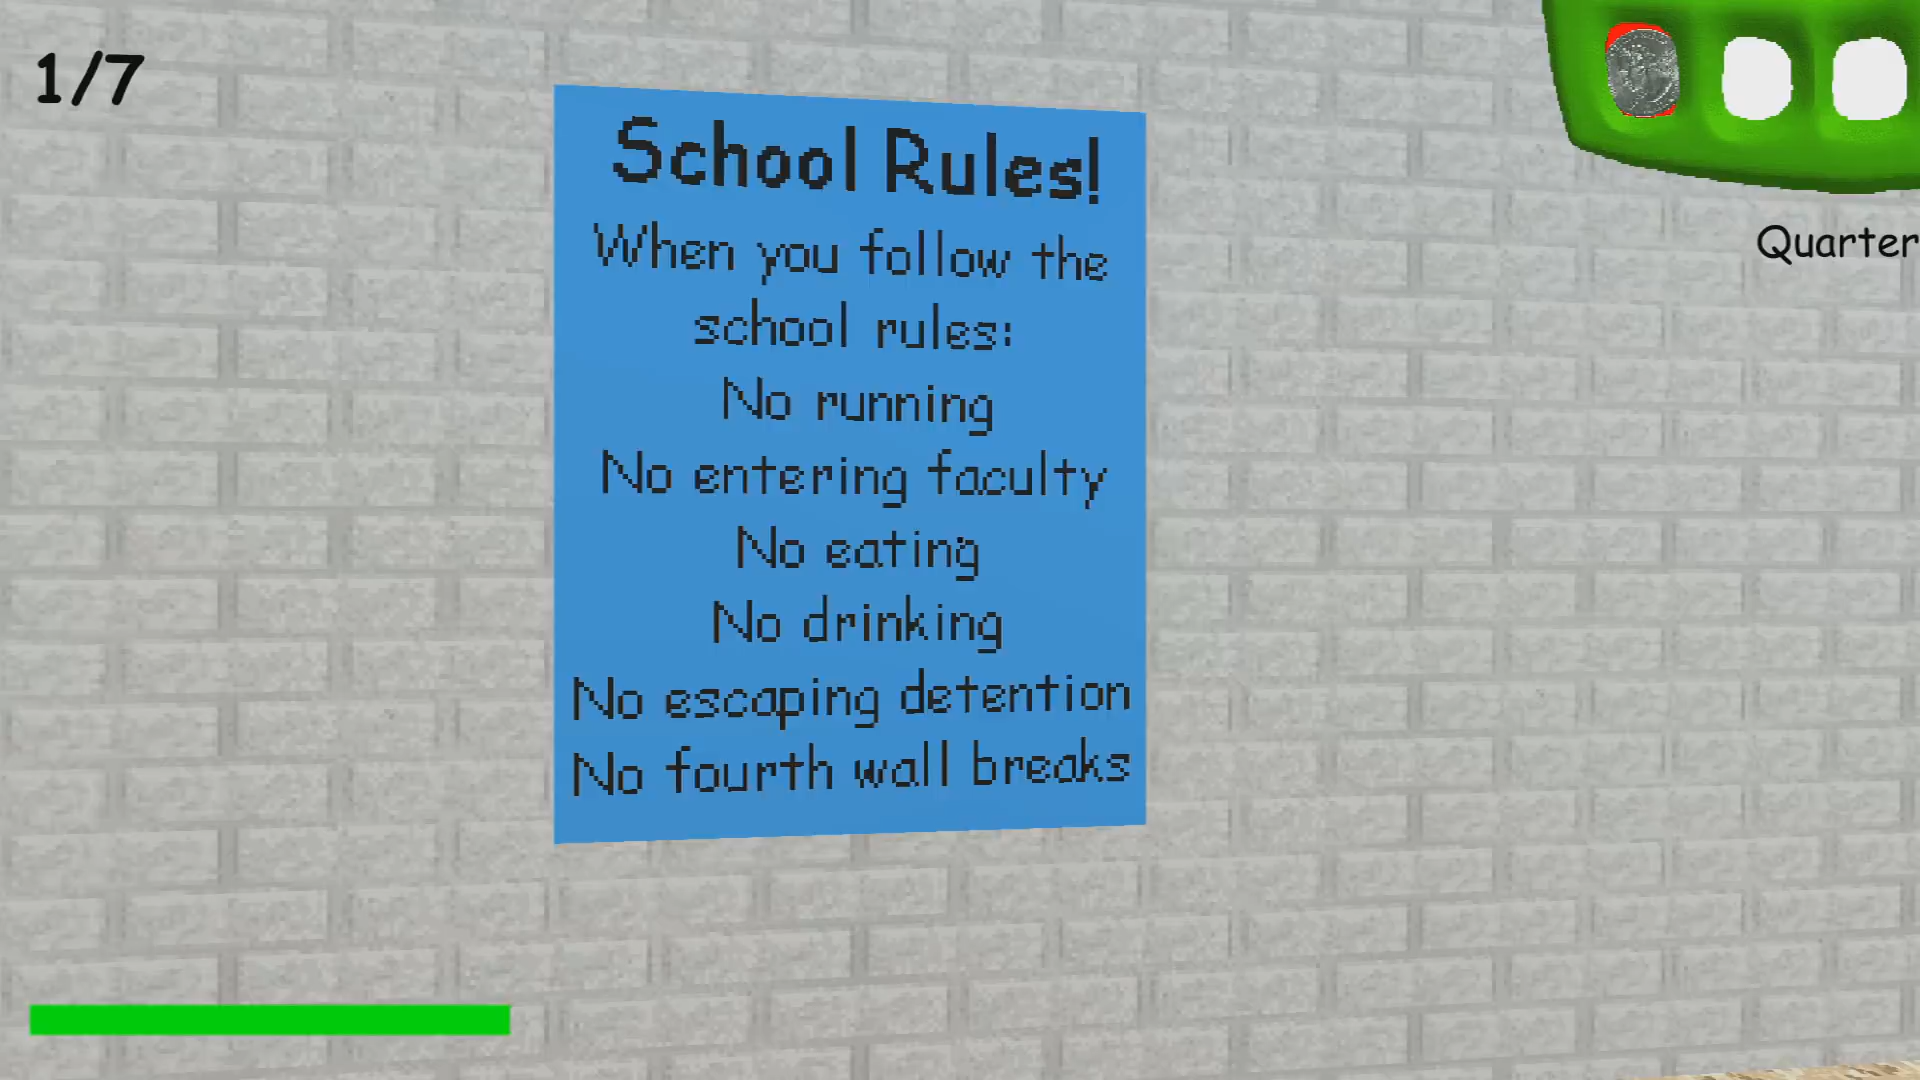 1/7
Quarter
School Rules!
When you follow the
school rules:
No running
No entering faculty
No eating
No drinking
No escaping detention
No fourth wall breaks